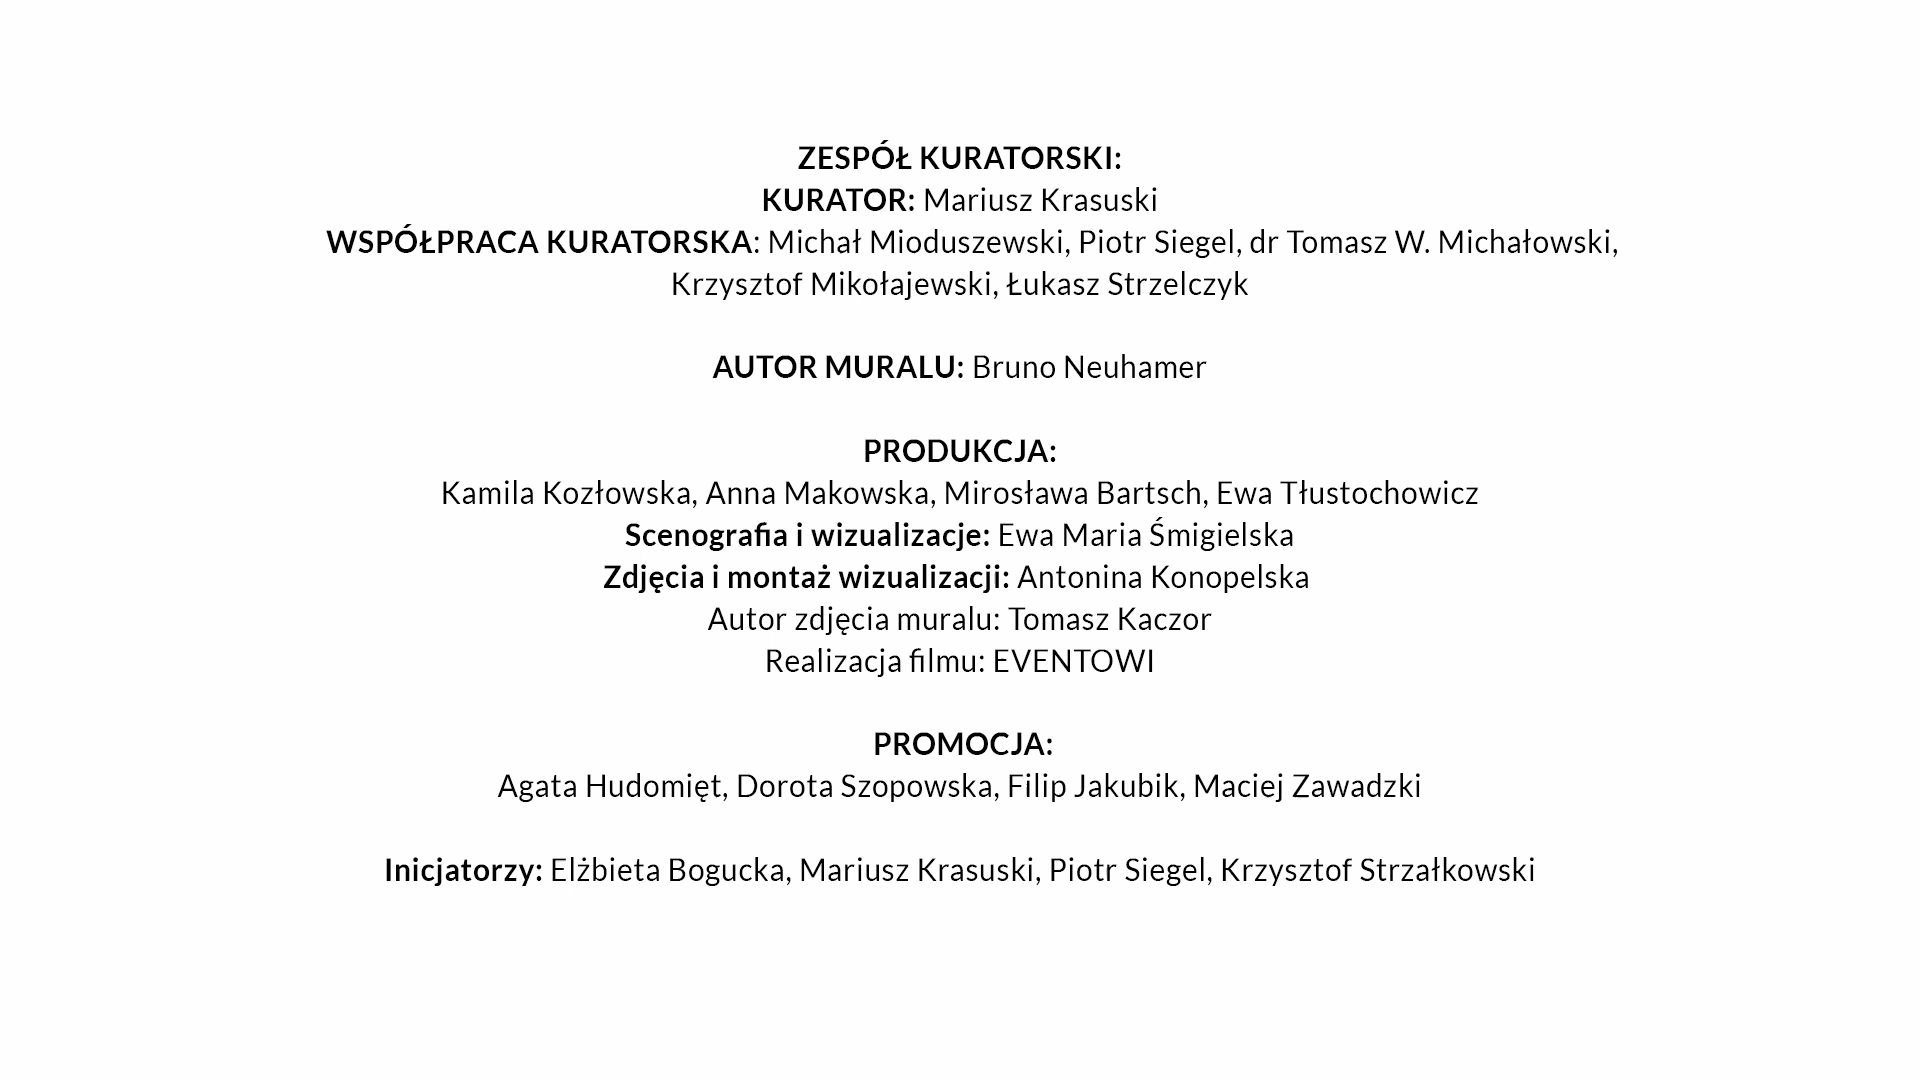 ZESPÓŁ KURATORSKI:
KURATOR: Mariusz Krasuski
WSPÓŁPRACA KURATORSKA: Michał Mioduszewski, Piotr Siegel, dr Tomasz W. Michałowski,
Krzysztof Mikołajewski, Łukasz Strzelczyk
AUTOR MURALU: Bruno Neuhamer
PRODUKCJA:
Kamila Kozłowska, Anna Makowska, Mirosława Bartsch, Ewa Tłustochowicz
Scenografia i wizualizacje: Ewa Maria Śmigielska
Zdjęcia i montaż wizualizacji: Antonina Konopelska
Autor zdjęcia muralu: Tomasz Kaczor
Realizacja filmu: EVENTOWI
PROMOCJA:
Agata Hudomięt, Dorota Szopowska, Filip Jakubik, Maciej Zawadzki
Inicjatorzy: Elżbieta Bogucka, Mariusz Krasuski, Piotr Siegel, Krzysztof Strzałkowski